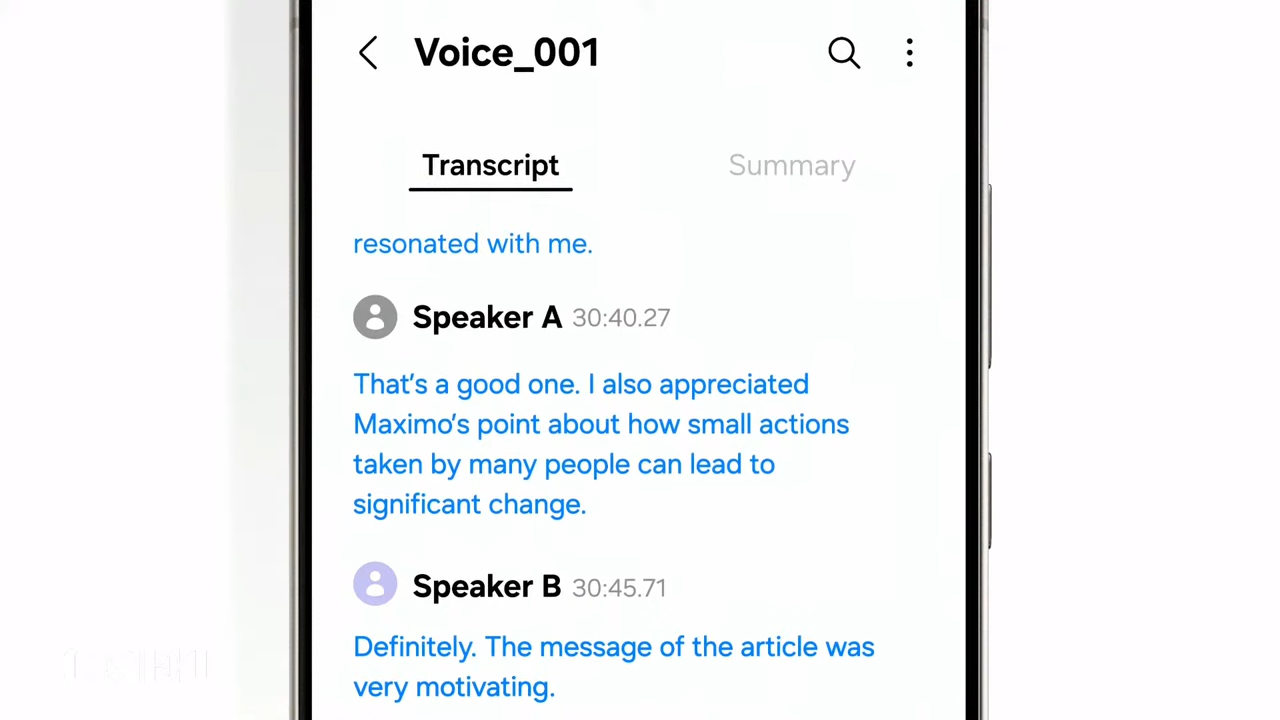 Voice_001
Transcript
Summary
resonated with me.
Speaker A 30:40.27
That's a good one. I also appreciated
Maximo's point about how small actions
taken by many people can lead to
significant change.
Speaker B 30:45.71
Definitely. The message of the article was
very motivating.